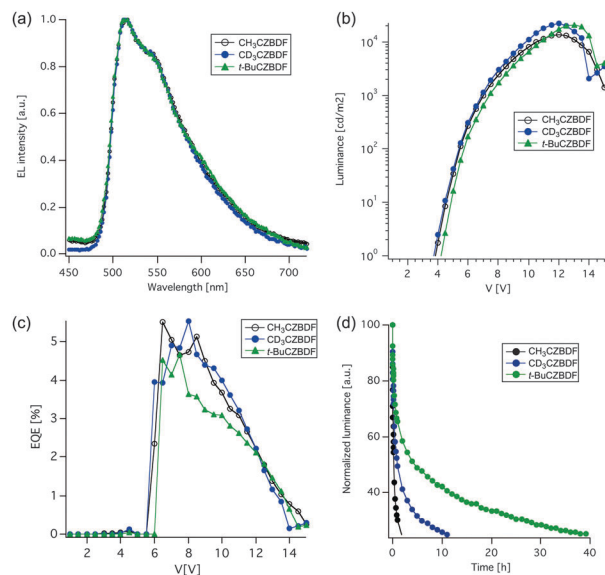 (a)
1.0
0.8
0.6
0.4
0.2
0.0
EL intensity [a.u.]
450 500 550 600 650 700
Wavelength [nm]
CH3CZBDF
CD3CZBDF
t-BuCZBDF
(b)
10^5
10^4
10^3
10^2
10^1
10^0
Luminance [cd/m2]
2 4 6 8 10 12 14
V [V]
CH3CZBDF
CD3CZBDF
t-BuCZBDF
(c)
5
4
3
2
1
0
EQE [%]
2 4 6 8 10 12 14
V[V]
CH3CZBDF
CD3CZBDF
t-BuCZBDF
(d)
100
80
60
40
Normalized luminance [a.u.]
0 10 20 30 40
Time [h]
CH3CZBDF
CD3CZBDF
t-BuCZBDF